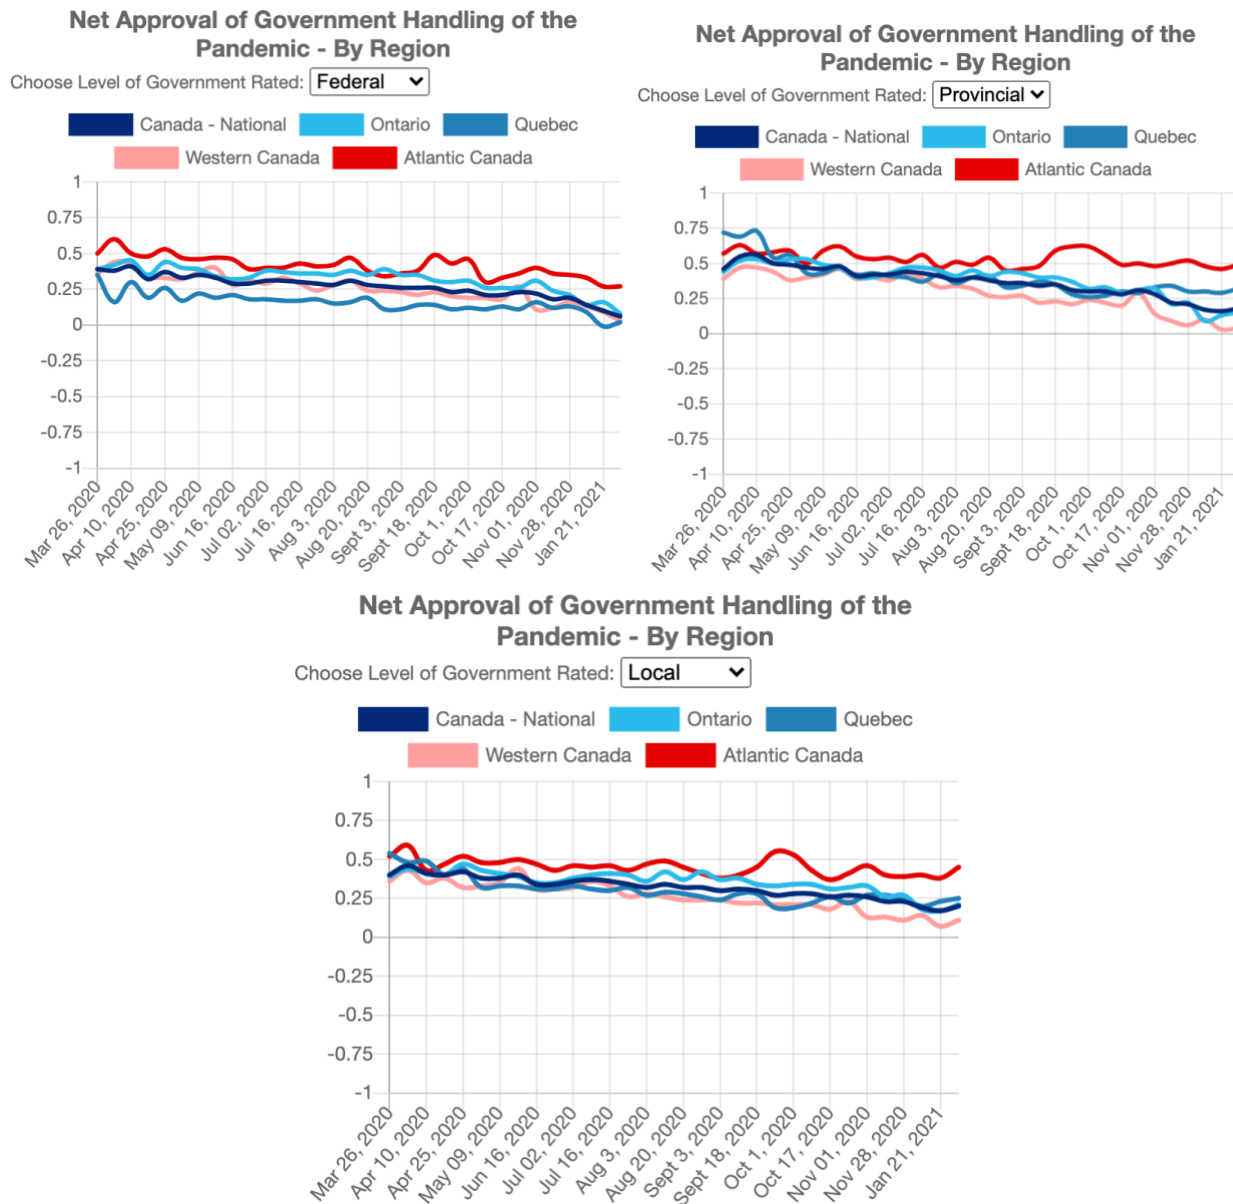 Net Approval of Government Handling of the
Pandemic - By Region
Choose Level of Government Rated: Federal
Canada - National Ontario Quebec
Western Canada Atlantic Canada
1
0.75
0.5
0.25
0
-0.25
-0.5
-0.75
-1
Mar 26, 2020
Apr 10, 2020
Apr 25, 2020
May 09, 2020
Jun 16, 2020
Jul 02, 2020
Jul 16, 2020
Aug 3, 2020
Aug 20, 2020
Sept 3, 2020
Sept 18, 2020
Oct 1, 2020
Oct 17, 2020
Nov 01, 2020
Nov 28, 2020
Jan 21, 2021
Net Approval of Government Handling of the
Pandemic - By Region
Choose Level of Government Rated: Provincial
Canada - National Ontario Quebec
Western Canada Atlantic Canada
1
0.75
0.5
0.25
0
-0.25
-0.5
-0.75
-1
Mar 26, 2020
Apr 10, 2020
Apr 25, 2020
May 09, 2020
Jun 16, 2020
Jul 02, 2020
Jul 16, 2020
Aug 3, 2020
Aug 20, 2020
Sept 3, 2020
Sept 18, 2020
Oct 1, 2020
Oct 17, 2020
Nov 01, 2020
Nov 28, 2020
Jan 21, 2021
Net Approval of Government Handling of the
Pandemic - By Region
Choose Level of Government Rated: Local
Canada - National Ontario Quebec
Western Canada Atlantic Canada
1
0.75
0.5
0.25
0
-0.25
-0.5
-0.75
-1
Mar 26, 2020
Apr 10, 2020
Apr 25, 2020
May 09, 2020
Jun 16, 2020
Jul 02, 2020
Jul 16, 2020
Aug 3, 2020
Aug 20, 2020
Sept 3, 2020
Sept 18, 2020
Oct 1, 2020
Oct 17, 2020
Nov 01, 2020
Nov 28, 2020
Jan 21, 2021